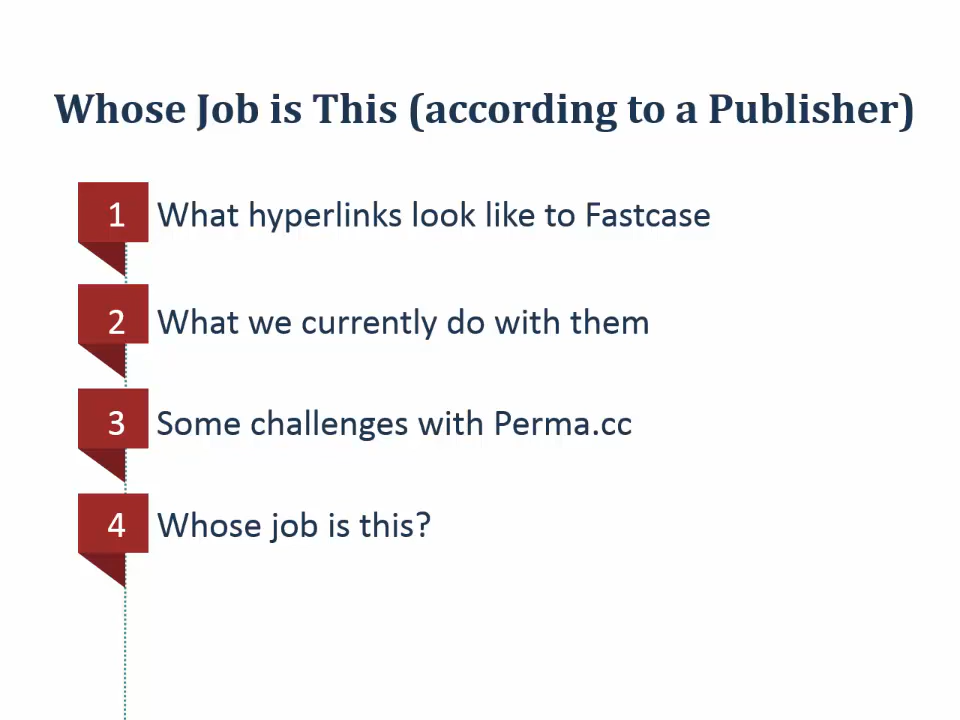 Whose Job is This (according to a Publisher)
1 What hyperlinks look like to Fastcase
2 What we currently do with them
3 Some challenges with Perma.cc
4 Whose job is this?